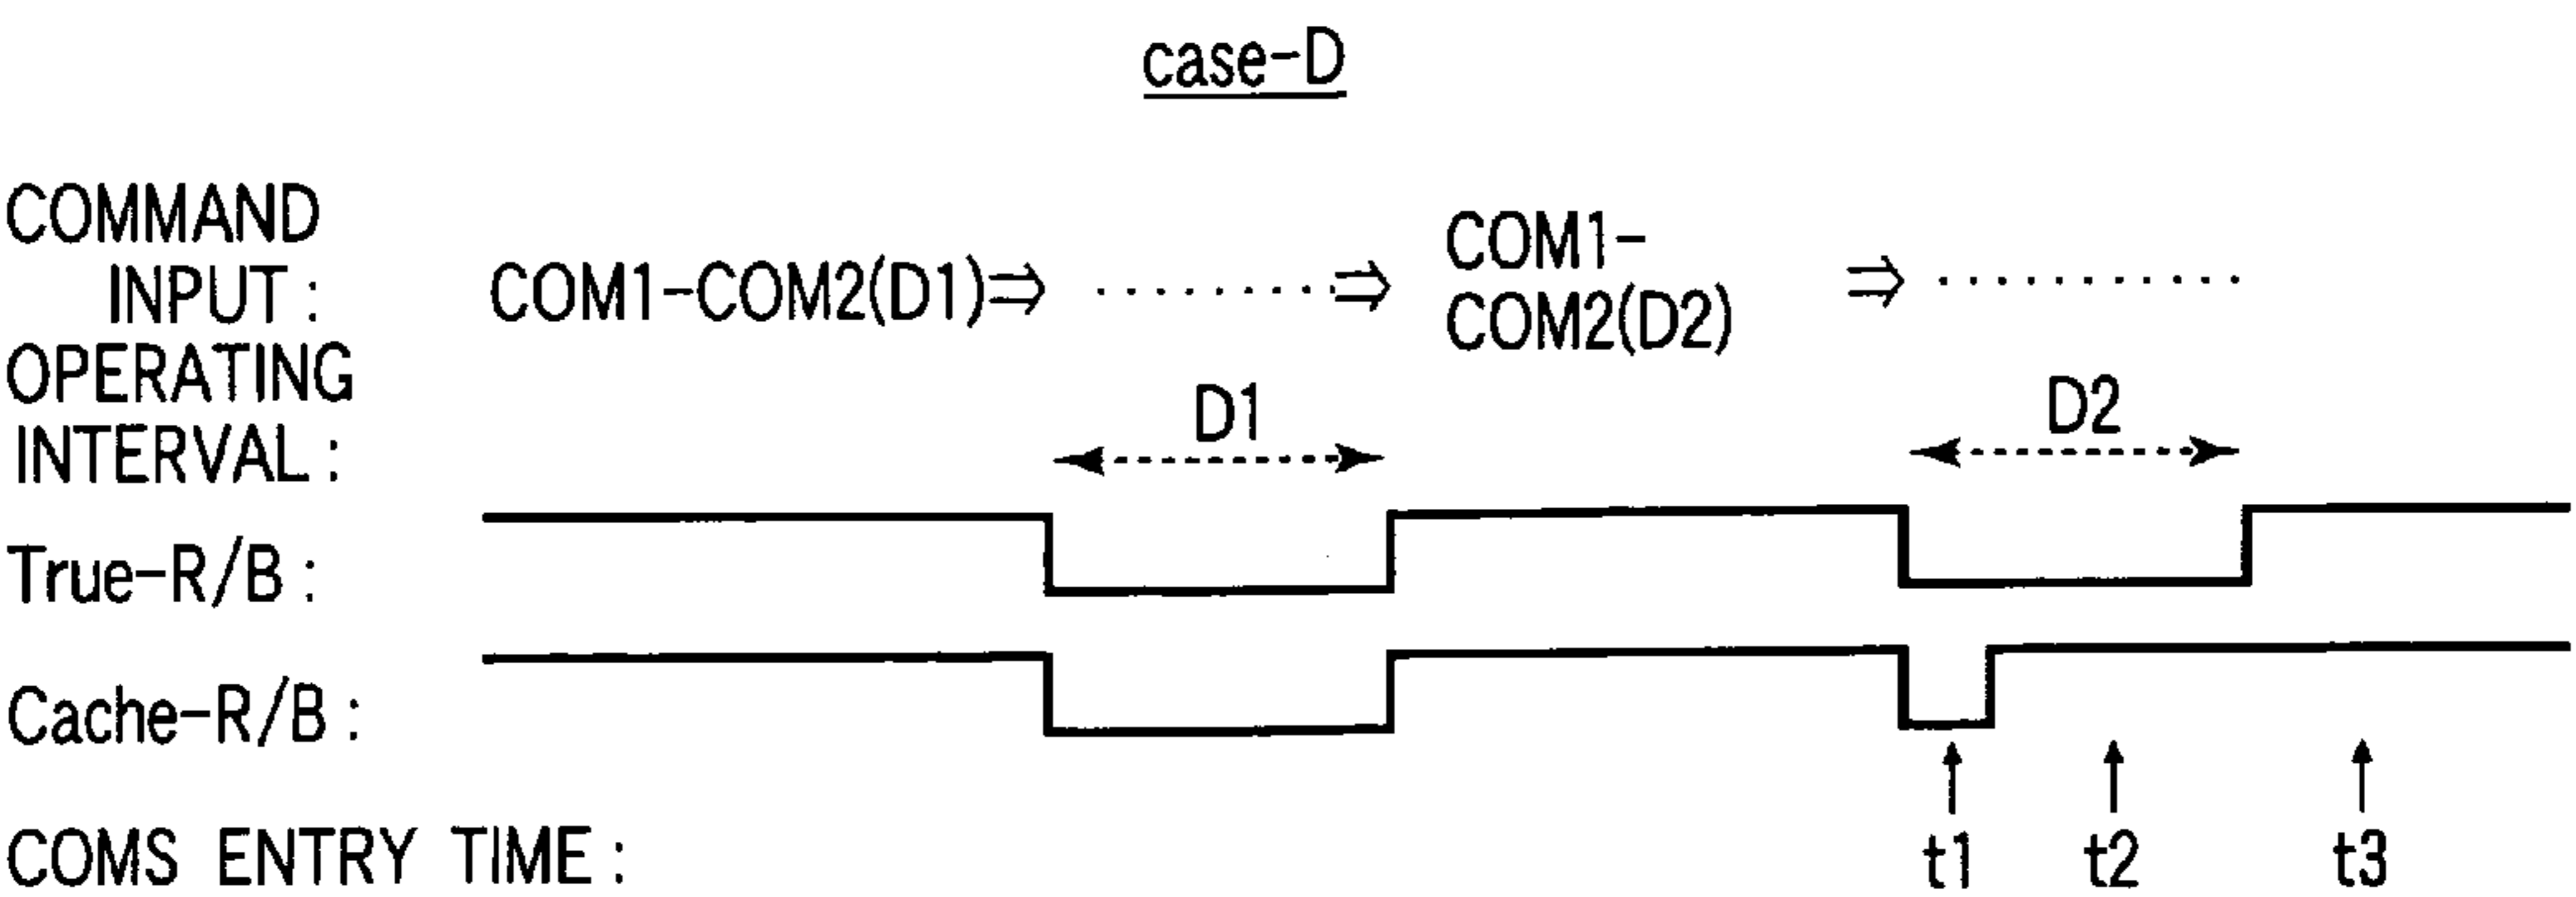 case-D
COMMAND
INPUT :
COM1-COM2(D1)⇒ ·········⇒ COM1-
COM2(D2) ⇒ ···········
OPERATING
INTERVAL :
D1 D2
True-R/B :
Cache-R/B :
COMS ENTRY TIME : t1 t2 t3